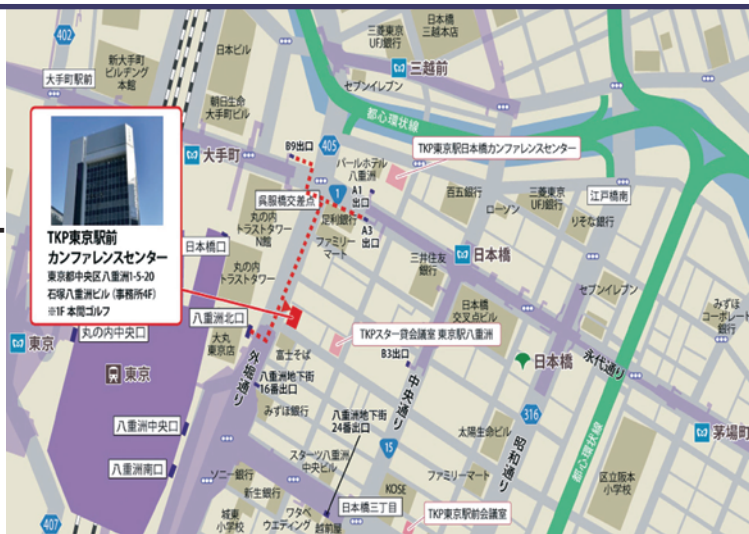 402
新大手町
ビルヂング
本館
日本ビル
三菱東京
UFJ銀行
日本橋
三越本店
大手町駅前
朝日生命
大手町ビル
三越前
セブンイレブン
都心環状線
大手町
B9出口
405
パールホテル
八重洲
TKP東京駅日本橋カンファレンスセンター
1
A1
出口
呉服橋交差点
足利銀行
A3
出口
百五銀行
三菱東京
UFJ銀行
江戸橋南
ローソン
りそな銀行
TKP東京駅前
カンファレンスセンター
東京都中央区八重洲1-5-20
石塚八重洲ビル（事務所4F）
※1F 本間ゴルフ
丸の内
トラストタワー
N館
ファミリー
マート
日本橋口
三井住友
銀行
日本橋
丸の内
トラストタワー
セブンイレブン
日本橋
交叉点ビル
みずほ
コーポレート
銀行
八重洲北口
丸の内中央口
東京
大丸
東京店
TKPスター貸会議室 東京駅八重洲
東京
外堀通り
富士そば
B3出口
日本橋
永代通り
八重洲地下街
16番出口
中央通り
みずほ銀行
八重洲地下街
24番出口
316
八重洲中央口
太陽生命ビル
昭和通り
茅場町
15
スターツ八重洲
中央ビル
八重洲南口
ソニー銀行
ファミリーマート
都心環状線
区立阪本
小学校
新生銀行
KOSE
城東
小学校
ワタベ
ウエディング
越前屋
日本橋三丁目
TKP東京駅前会議室
407